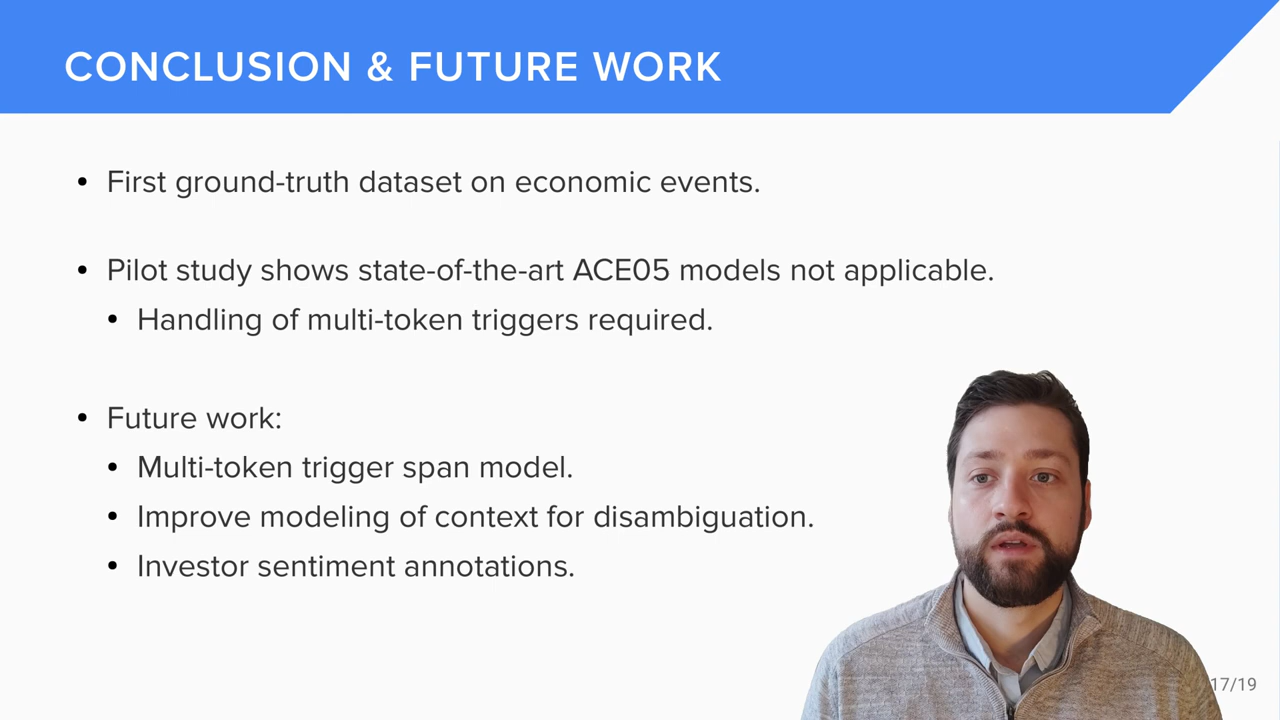 CONCLUSION & FUTURE WORK
• First ground-truth dataset on economic events.
• Pilot study shows state-of-the-art ACE05 models not applicable.
• Handling of multi-token triggers required.
• Future work:
• Multi-token trigger span model.
• Improve modeling of context for disambiguation.
• Investor sentiment annotations.
17/19